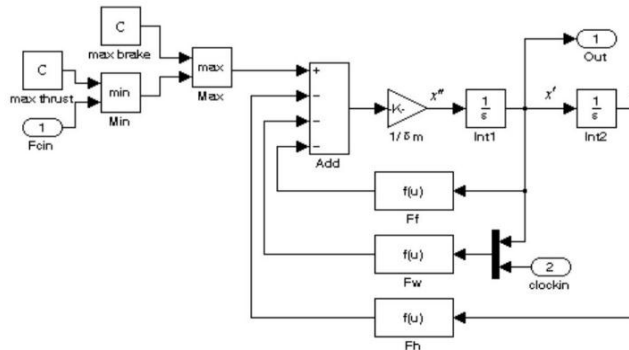 C
max brake
C
max thrust
min
Min
max
Max
1
Fcin
+
−
−
−
Add
-K-
1/δm
x''
1
s
Int1
x'
1
s
Int2
1
Out
f(u)
Ff
f(u)
Fw
2
clockin
f(u)
Fh